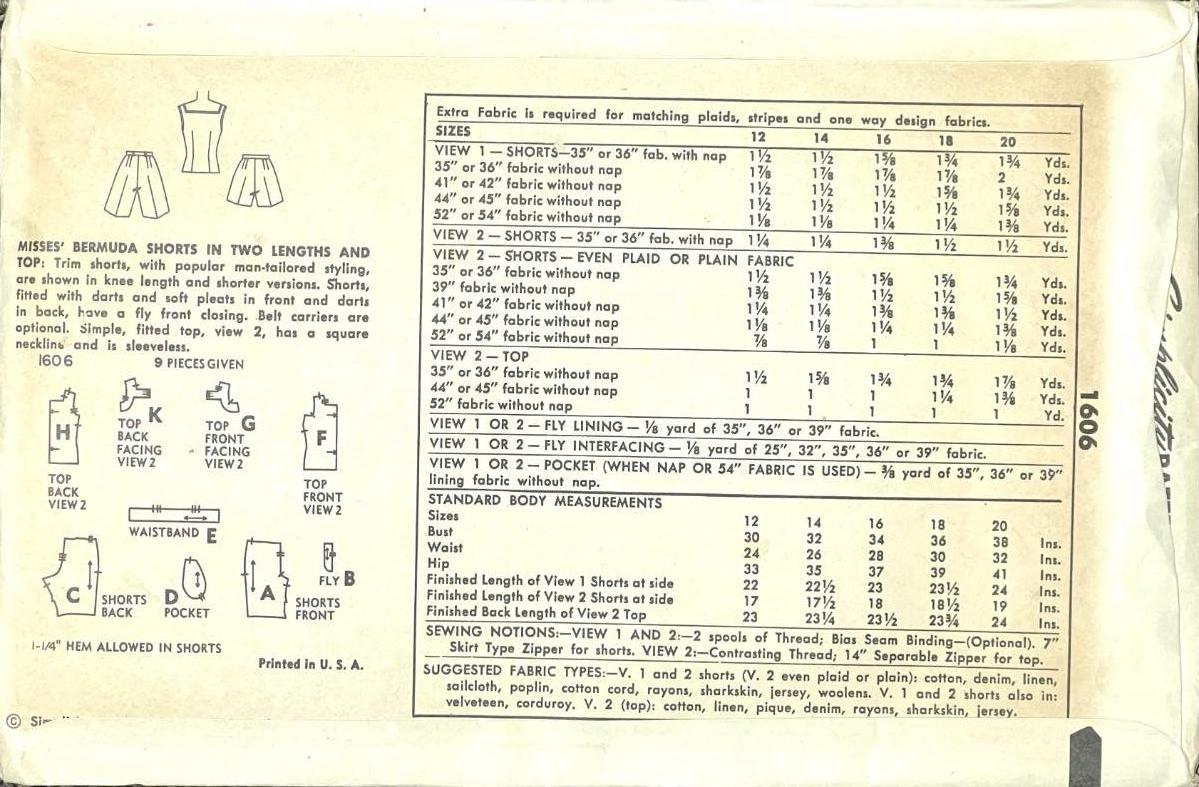 MISSES' BERMUDA SHORTS IN TWO LENGTHS AND
TOP: Trim shorts, with popular man-tailored styling,
are shown in knee length and shorter versions. Shorts,
fitted with darts and soft pleats in front and darts
in back, have a fly front closing. Belt carriers are
optional. Simple, fitted top, view 2, has a square
neckline and is sleeveless.
1606 9 PIECES GIVEN
H
TOP
BACK
VIEW 2
K
TOP
BACK
FACING
VIEW 2
G
TOP
FRONT
FACING
VIEW 2
F
TOP
FRONT
VIEW 2
WAISTBAND E
C
SHORTS
BACK
D
POCKET
A
SHORTS
FRONT
FLY B
1-1/4" HEM ALLOWED IN SHORTS
Printed in U. S. A.
©
Extra Fabric is required for matching plaids, stripes and one way design fabrics.
SIZES 12 14 16 18 20
VIEW 1 — SHORTS—35" or 36" fab. with nap 1½ 1½ 1⅝ 1¾ 1¾ Yds.
35" or 36" fabric without nap 1⅞ 1⅞ 1⅞ 1⅞ 2 Yds.
41" or 42" fabric without nap 1½ 1½ 1½ 1⅝ 1¾ Yds.
44" or 45" fabric without nap 1½ 1½ 1½ 1½ 1⅝ Yds.
52" or 54" fabric without nap 1⅛ 1⅛ 1¼ 1¼ 1⅜ Yds.
VIEW 2 — SHORTS — 35" or 36" fab. with nap 1¼ 1¼ 1⅜ 1½ 1½ Yds.
VIEW 2 — SHORTS — EVEN PLAID OR PLAIN FABRIC
35" or 36" fabric without nap 1½ 1½ 1⅝ 1⅝ 1¾ Yds.
39" fabric without nap 1⅜ 1⅜ 1½ 1½ 1⅝ Yds.
41" or 42" fabric without nap 1¼ 1¼ 1⅜ 1⅜ 1½ Yds.
44" or 45" fabric without nap 1⅛ 1⅛ 1¼ 1¼ 1⅜ Yds.
52" or 54" fabric without nap ⅞ ⅞ 1 1 1⅛ Yds.
VIEW 2 — TOP
35" or 36" fabric without nap 1½ 1⅝ 1¾ 1¾ 1⅞ Yds.
44" or 45" fabric without nap 1 1 1 1¼ 1⅜ Yds.
52" fabric without nap 1 1 1 1 1 Yd.
VIEW 1 OR 2 — FLY LINING — ⅛ yard of 35", 36" or 39" fabric.
VIEW 1 OR 2 — FLY INTERFACING — ⅛ yard of 25", 32", 35", 36" or 39" fabric.
VIEW 1 OR 2 — POCKET (WHEN NAP OR 54" FABRIC IS USED) — ⅜ yard of 35", 36" or 39"
lining fabric without nap.
STANDARD BODY MEASUREMENTS
Sizes 12 14 16 18 20
Bust 30 32 34 36 38 Ins.
Waist 24 26 28 30 32 Ins.
Hip 33 35 37 39 41 Ins.
Finished Length of View 1 Shorts at side 22 22½ 23 23½ 24 Ins.
Finished Length of View 2 Shorts at side 17 17½ 18 18½ 19 Ins.
Finished Back Length of View 2 Top 23 23¼ 23½ 23¾ 24 Ins.
SEWING NOTIONS:—VIEW 1 AND 2:—2 spools of Thread; Bias Seam Binding—(Optional). 7"
Skirt Type Zipper for shorts. VIEW 2:—Contrasting Thread; 14" Separable Zipper for top.
SUGGESTED FABRIC TYPES:—V. 1 and 2 shorts (V. 2 even plaid or plain): cotton, denim, linen,
sailcloth, poplin, cotton cord, rayons, sharkskin, jersey, woolens. V. 1 and 2 shorts also in:
velveteen, corduroy. V. 2 (top): cotton, linen, pique, denim, rayons, sharkskin, jersey.
1606